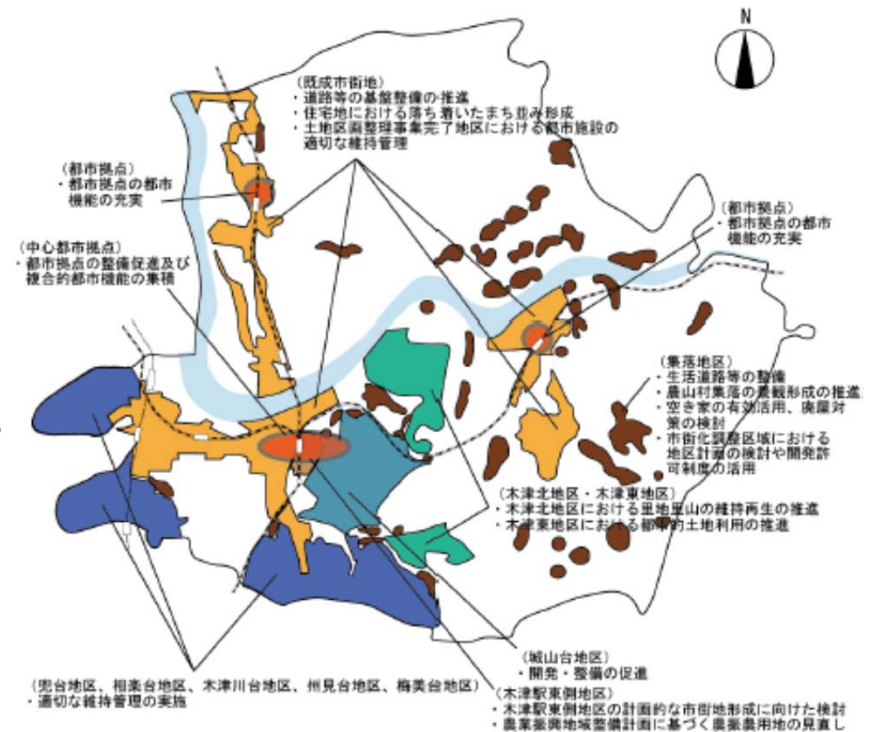 N
(既成市街地)
・道路等の基盤整備の推進
・住宅地における落ち着いたまち並み形成
・土地区画整理事業完了地区における都市施設の
適切な維持管理
(都市拠点)
・都市拠点の都市
機能の充実
(都市拠点)
・都市拠点の都市
機能の充実
(中心都市拠点)
・都市拠点の整備促進及び
複合的都市機能の集積
(集落地区)
・生活道路等の整備
・農山村集落の景観形成の推進
・空き家の有効活用、廃屋対
策の検討
・市街化調整区域における
地区計画の検討や開発許
可制度の活用
(木津北地区・木津東地区)
・木津北地区における里地里山の維持再生の推進
・木津東地区における都市的土地利用の推進
(城山台地区)
・開発・整備の促進
(兜台地区、相楽台地区、木津川台地区、州見台地区、梅美台地区)
・適切な維持管理の実施
(木津駅東側地区)
・木津駅東側地区の計画的な市街地形成に向けた検討
・農業振興地域整備計画に基づく農振農用地の見直し